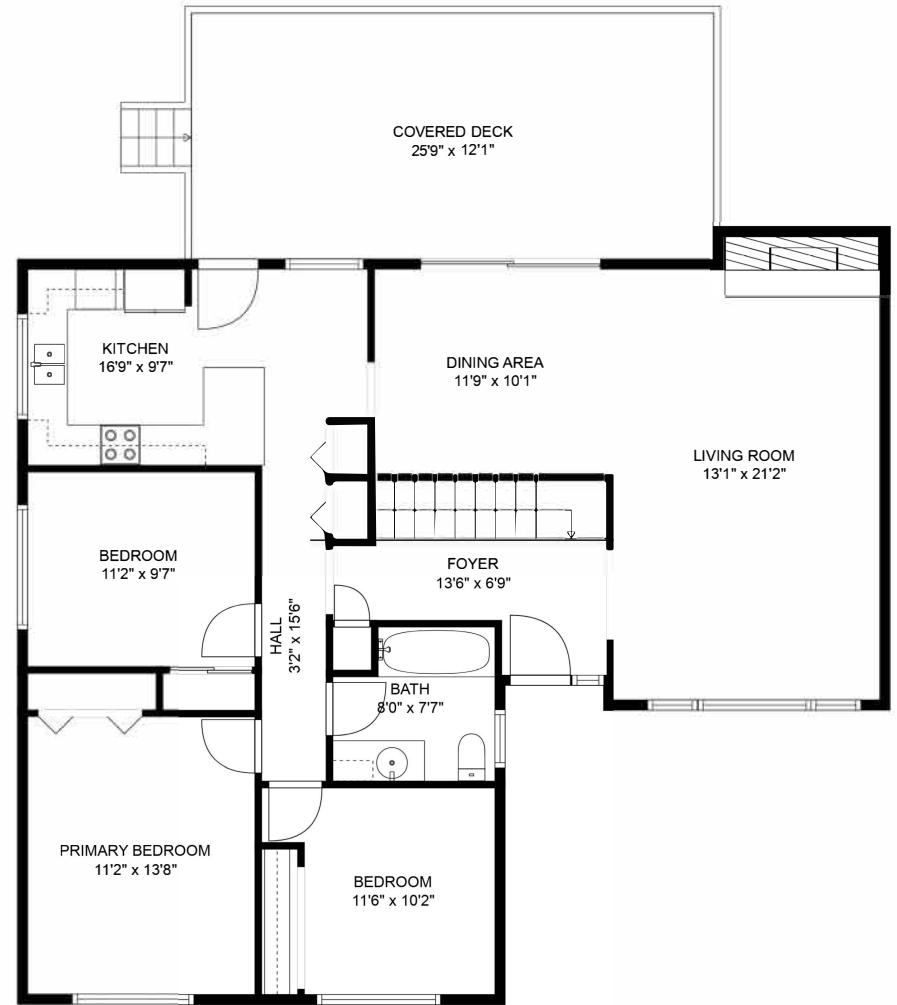 COVERED DECK
25'9" x 12'1"
KITCHEN
16'9" x 9'7"
DINING AREA
11'9" x 10'1"
LIVING ROOM
13'1" x 21'2"
BEDROOM
11'2" x 9'7"
FOYER
13'6" x 6'9"
HALL
3'2" x 15'6"
BATH
8'0" x 7'7"
PRIMARY BEDROOM
11'2" x 13'8"
BEDROOM
11'6" x 10'2"